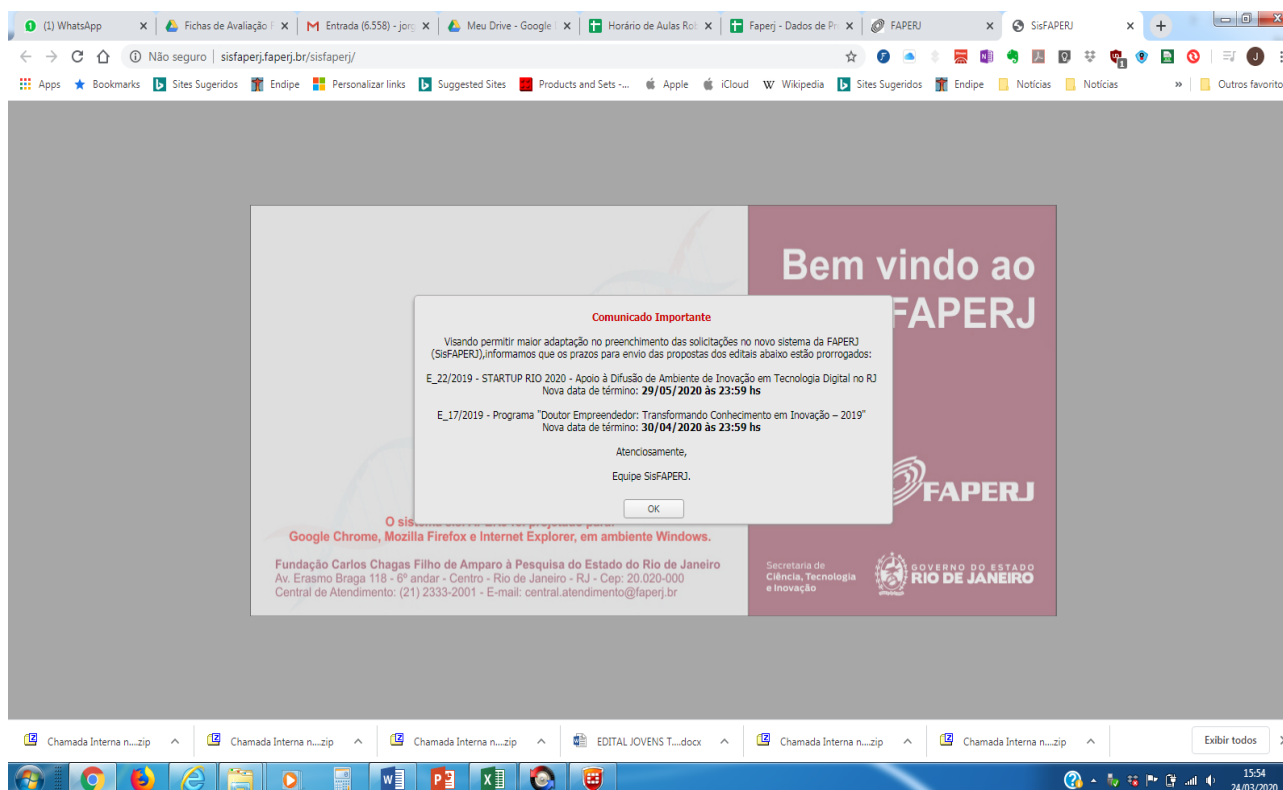 (1) WhatsApp
Fichas de Avaliação F
Entrada (6.558) - jorg
Meu Drive - Google
Horário de Aulas Rob
Faperj - Dados de Pr
FAPERJ
SisFAPERJ
Não seguro | sisfaperj.faperj.br/sisfaperj/
Apps Bookmarks Sites Sugeridos Endipe Personalizar links Suggested Sites Products and Sets -... Apple iCloud Wikipedia Sites Sugeridos Endipe Notícias Notícias » Outros favorito
Bem vindo ao
FAPERJ
Comunicado Importante
Visando permitir maior adaptação no preenchimento das solicitações no novo sistema da FAPERJ
(SisFAPERJ),informamos que os prazos para envio das propostas dos editais abaixo estão prorrogados:
E_22/2019 - STARTUP RIO 2020 - Apoio à Difusão de Ambiente de Inovação em Tecnologia Digital no RJ
Nova data de término: 29/05/2020 às 23:59 hs
E_17/2019 - Programa "Doutor Empreendedor: Transformando Conhecimento em Inovação – 2019"
Nova data de término: 30/04/2020 às 23:59 hs
Atenciosamente,
Equipe SisFAPERJ.
OK
FAPERJ
O sis
Google Chrome, Mozilla Firefox e Internet Explorer, em ambiente Windows.
Fundação Carlos Chagas Filho de Amparo à Pesquisa do Estado do Rio de Janeiro
Av. Erasmo Braga 118 - 6º andar - Centro - Rio de Janeiro - RJ - Cep: 20.020-000
Central de Atendimento: (21) 2333-2001 - E-mail: central.atendimento@faperj.br
Secretaria de
Ciência, Tecnologia
e Inovação
GOVERNO DO ESTADO
RIO DE JANEIRO
Chamada Interna n....zip
Chamada Interna n....zip
Chamada Interna n....zip
EDITAL JOVENS T....docx
Chamada Interna n....zip
Chamada Interna n....zip
Exibir todos
15:54
24/03/2020